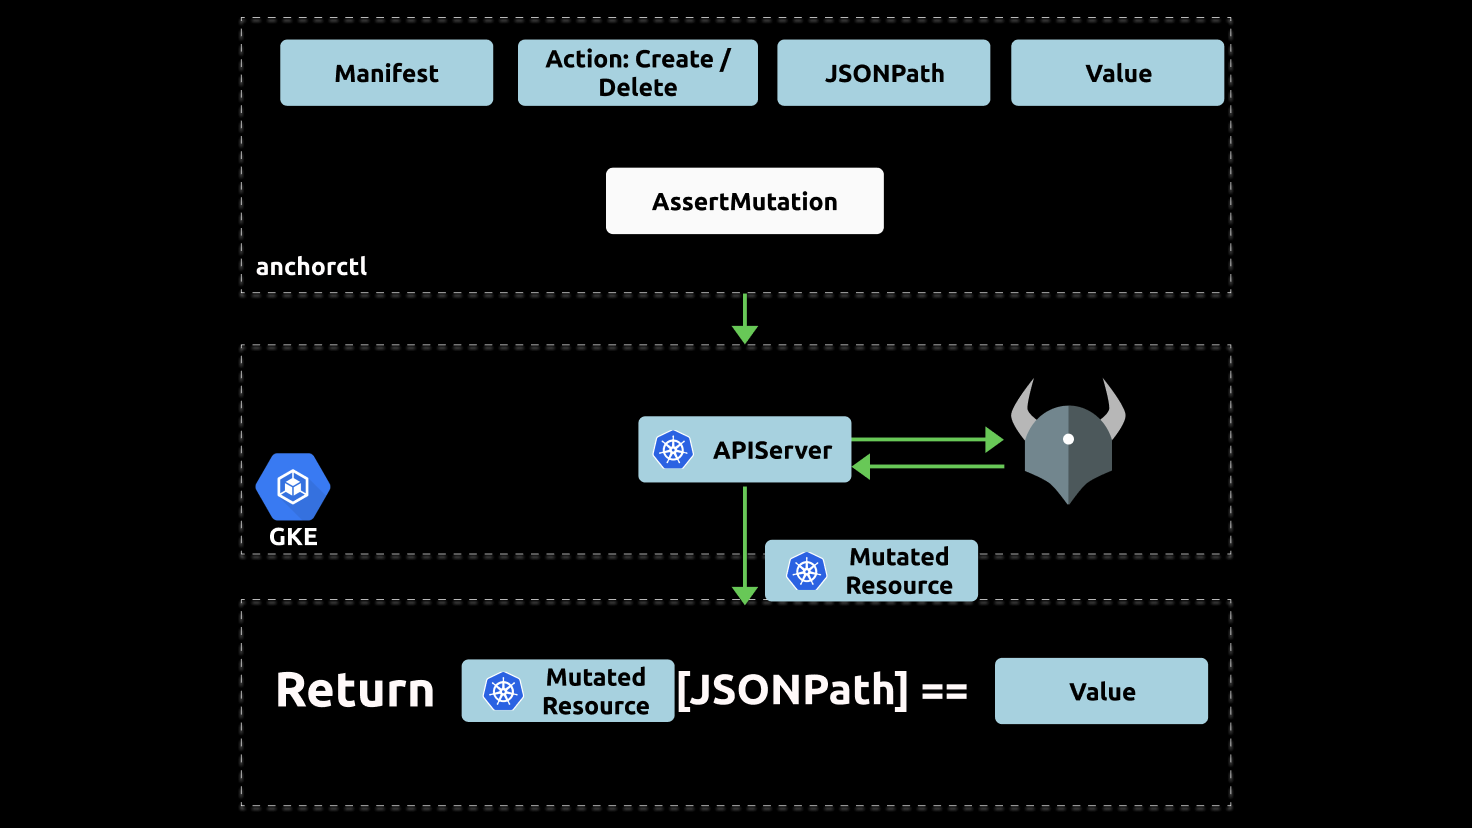 Manifest
Action: Create /
Delete
JSONPath
Value
AssertMutation
anchorctl
APIServer
GKE
Mutated
Resource
Return
Mutated
Resource
[JSONPath] ==
Value